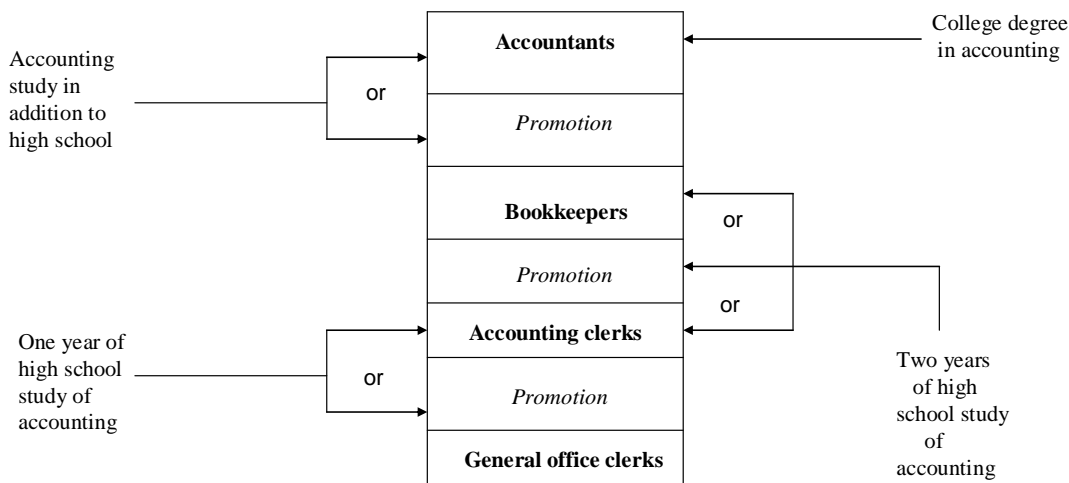 Accounting
study in
addition to
high school
or
Accountants
College degree
in accounting
Promotion
Bookkeepers
or
Promotion
or
Accounting clerks
One year of
high school
study of
accounting
or
Promotion
General office clerks
Two years
of high
school study
of
accounting